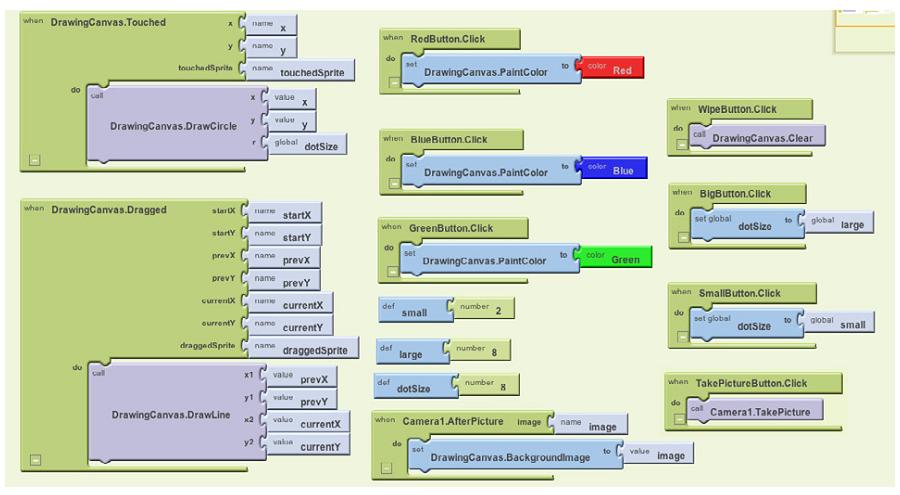 when DrawingCanvas.Touched x name x
y name y
touchedSprite name touchedSprite
do call DrawingCanvas.DrawCircle x value x
y value y
r global dotSize
when DrawingCanvas.Dragged startX name startX
startY name startY
prevX name prevX
prevY name prevY
currentX name currentX
currentY name currentY
draggedSprite name draggedSprite
do call DrawingCanvas.DrawLine x1 value prevX
y1 value prevY
x2 value currentX
y2 value currentY
when RedButton.Click
do set DrawingCanvas.PaintColor to color Red
when BlueButton.Click
do set DrawingCanvas.PaintColor to color Blue
when GreenButton.Click
do set DrawingCanvas.PaintColor to color Green
def small number 2
def large number 8
def dotSize number 8
when Camera1.AfterPicture image name image
do set DrawingCanvas.BackgroundImage to value image
when WipeButton.Click
do call DrawingCanvas.Clear
when BigButton.Click
do set global dotSize to global large
when SmallButton.Click
do set global dotSize to global small
when TakePictureButton.Click
do call Camera1.TakePicture